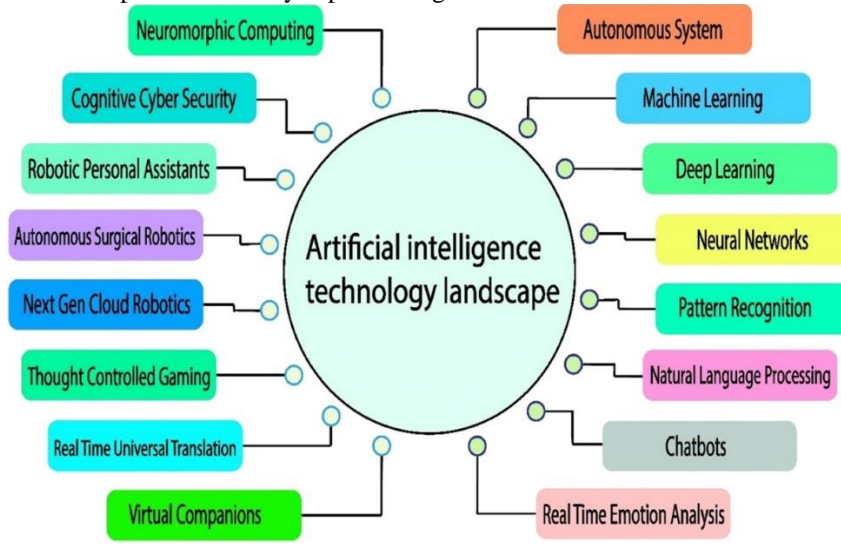 Neuromorphic Computing
Cognitive Cyber Security
Robotic Personal Assistants
Autonomous Surgical Robotics
Next Gen Cloud Robotics
Thought Controlled Gaming
Real Time Universal Translation
Virtual Companions
Artificial intelligence
technology landscape
Autonomous System
Machine Learning
Deep Learning
Neural Networks
Pattern Recognition
Natural Language Processing
Chatbots
Real Time Emotion Analysis